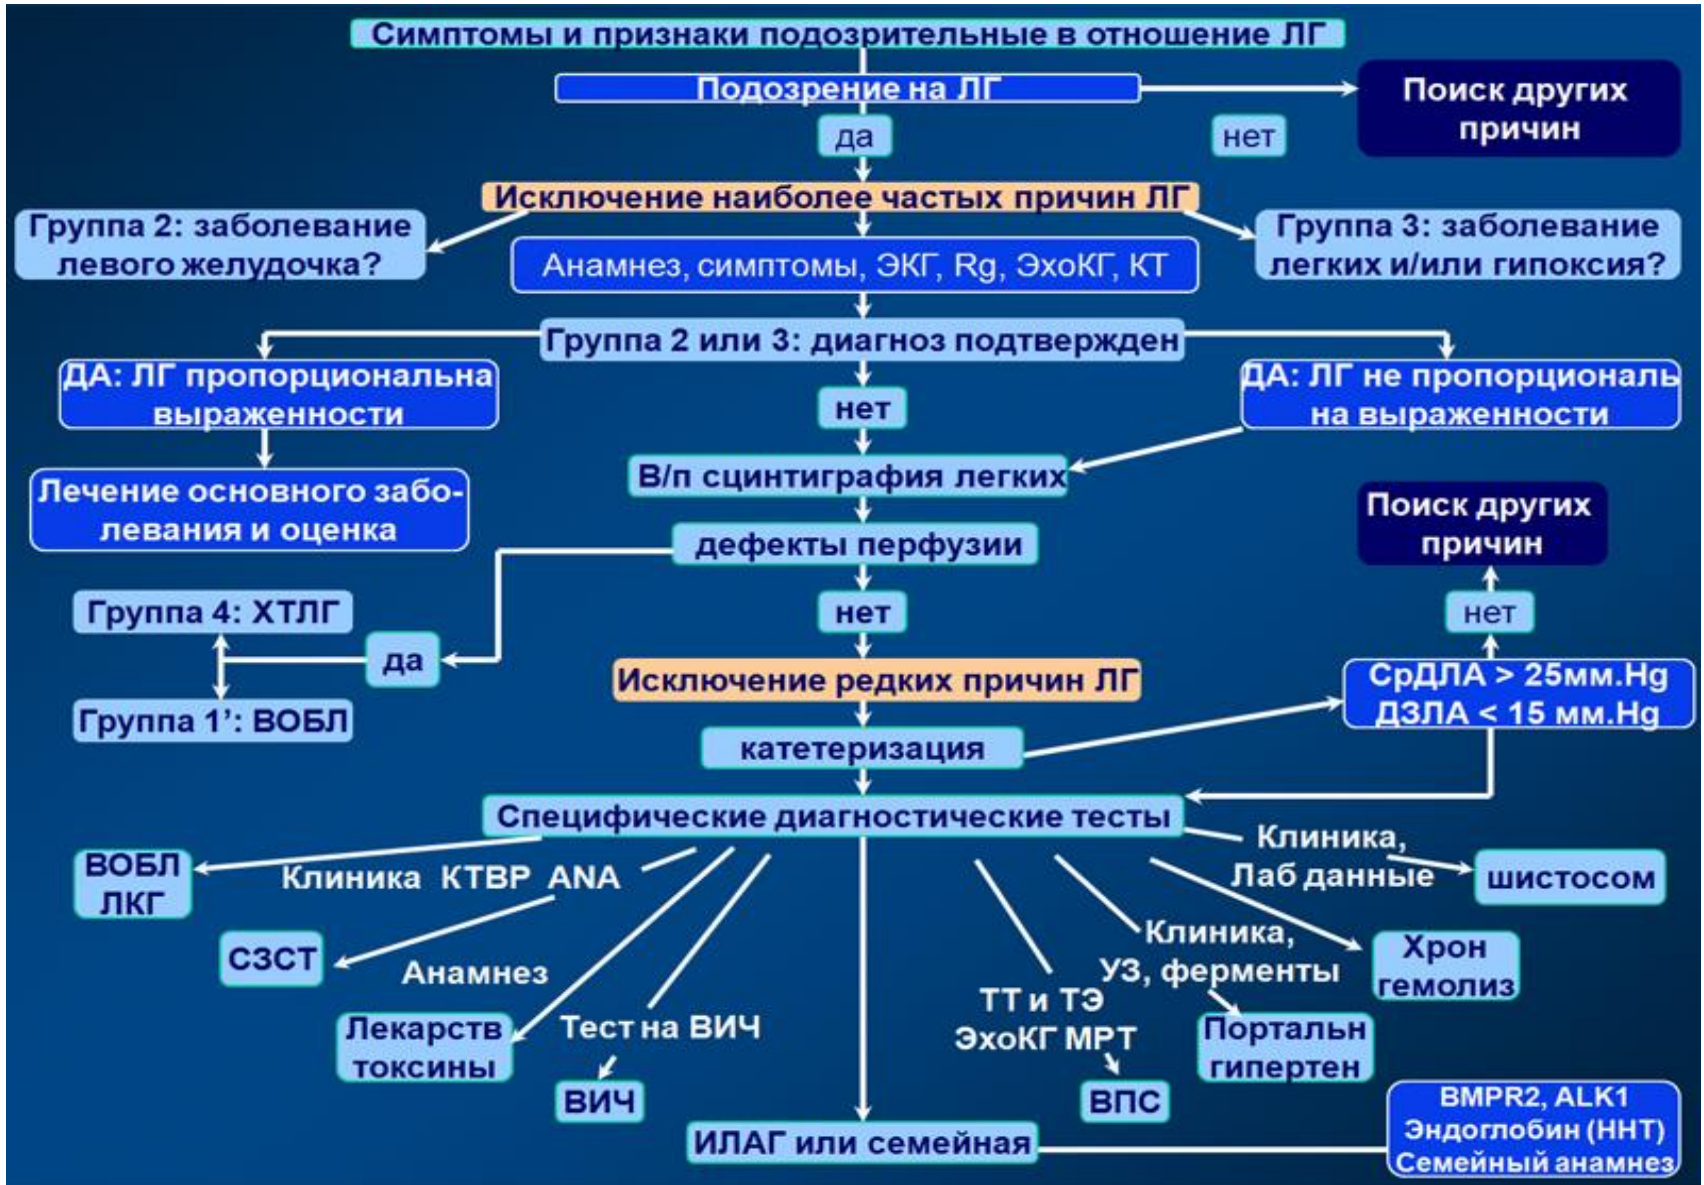 Симптомы и признаки подозрительные в отношение ЛГ
Подозрение на ЛГ
Поиск других
причин
да
нет
Исключение наиболее частых причин ЛГ
Группа 2: заболевание
левого желудочка?
Анамнез, симптомы, ЭКГ, Rg, ЭхоКГ, КТ
Группа 3: заболевание
легких и/или гипоксия?
Группа 2 или 3: диагноз подтвержден
ДА: ЛГ пропорциональна
выраженности
нет
ДА: ЛГ не пропорциональ
на выраженности
В/п сцинтиграфия легких
Лечение основного забо-
левания и оценка
дефекты перфузии
Поиск других
причин
Группа 4: ХТЛГ
да
Группа 1’: ВОБЛ
нет
нет
Исключение редких причин ЛГ
СрДЛА > 25мм.Hg
ДЗЛА < 15 мм.Hg
катетеризация
Специфические диагностические тесты
ВОБЛ
ЛКГ
Клиника КТВР ANA
Клиника,
Лаб данные
шистосом
СЗСТ
Анамнез
Клиника,
УЗ, ферменты
Хрон
гемолиз
Лекарств
токсины
Тест на ВИЧ
ТТ и ТЭ
ЭхоКГ МРТ
Портальн
гипертен
ВИЧ
ВПС
ИЛАГ или семейная
BMPR2, ALK1
Эндоглобин (ННТ)
Семейный анамнез